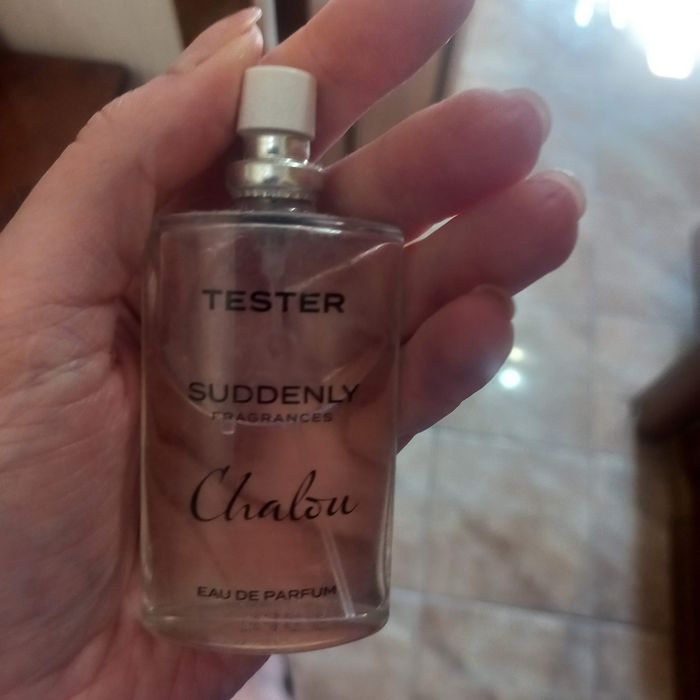 TESTER
SUDDENLY
FRAGRANCES
Chalou
EAU DE PARFUM